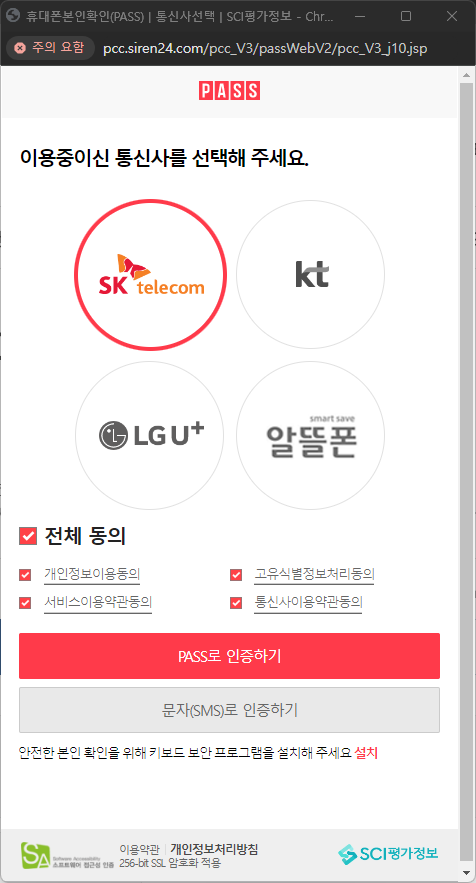 휴대폰본인확인(PASS) | 통신사선택 | SCI평가정보 - Chr...
주의 요함 pcc.siren24.com/pcc_V3/passWebV2/pcc_V3_j10.jsp
PASS
이용중이신 통신사를 선택해 주세요.
SK telecom
kt
LG U+
smart save
알뜰폰
전체 동의
개인정보이용동의 고유식별정보처리동의
서비스이용약관동의 통신사이용약관동의
PASS로 인증하기
문자(SMS)로 인증하기
안전한 본인 확인을 위해 키보드 보안 프로그램을 설치해 주세요 설치
SA Software Accessibility
소프트웨어 접근성 인증
이용약관 | 개인정보처리방침
256-bit SSL 암호화 적용
SCI평가정보